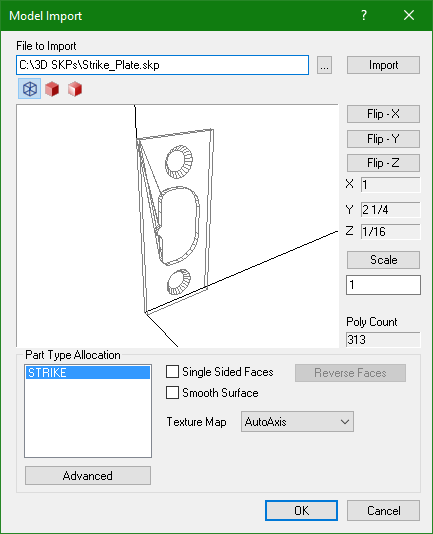 Model Import
File to Import
C:\3D SKPs\Strike_Plate.skp
...
Import
Flip - X
Flip - Y
Flip - Z
X 1
Y 2 1/4
Z 1/16
Scale
1
Poly Count
313
Part Type Allocation
STRIKE
Single Sided Faces
Reverse Faces
Smooth Surface
Texture Map AutoAxis
Advanced
OK Cancel